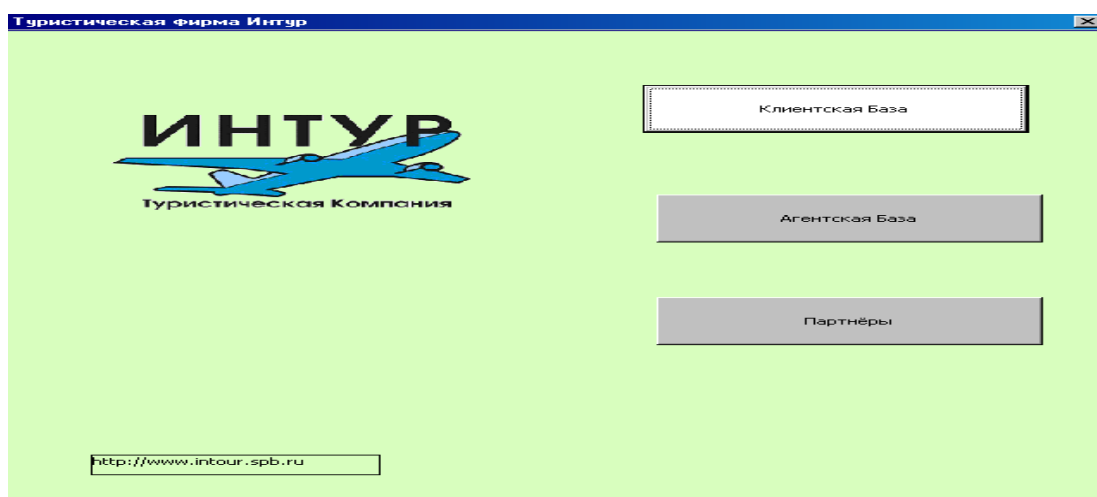 Туристическая фирма Интур
ИНТУР
Туристическая Компания
Клиентская База
Агентская База
Партнёры
http://www.intour.spb.ru